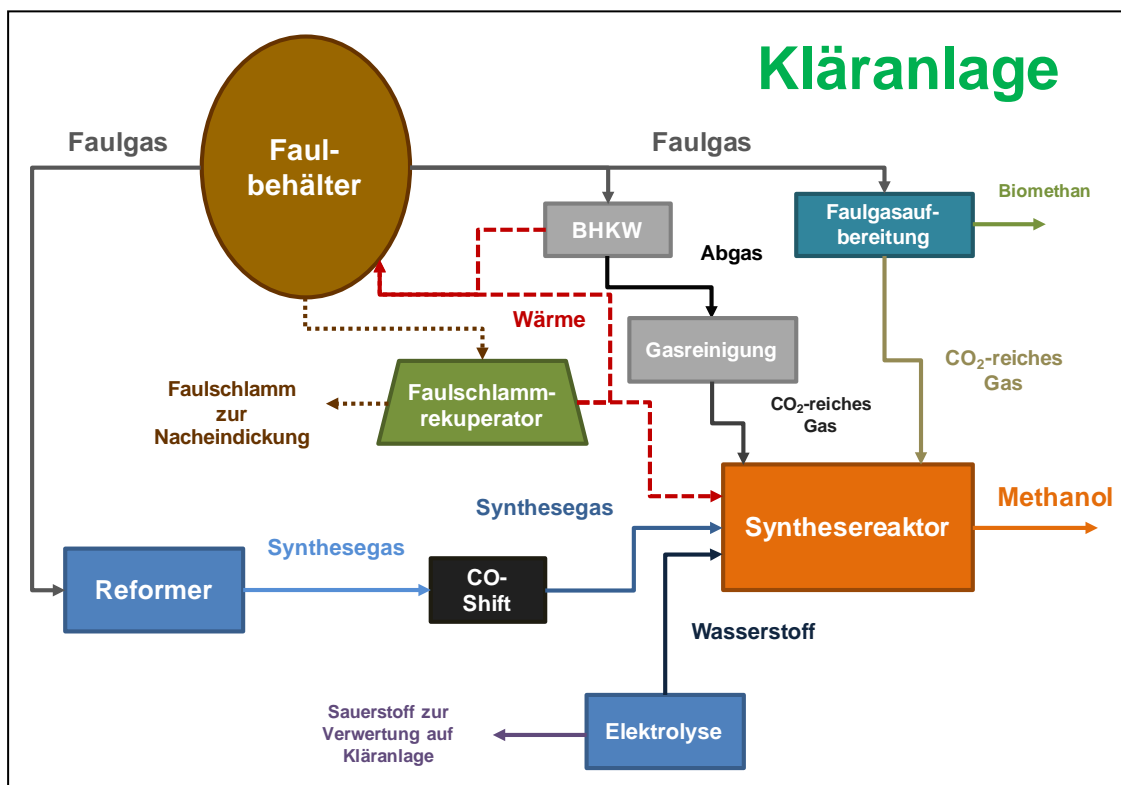 Kläranlage
Faulgas
Faul-
behälter
Faulgas
Biomethan
Faulgasauf-
bereitung
BHKW
Abgas
Wärme
Gasreinigung
CO₂-reiches
Gas
Faulschlamm
zur
Nacheindickung
Faulschlamm-
rekuperator
CO₂-reiches
Gas
Methanol
Synthesegas
Synthesereaktor
Synthesegas
Reformer
CO-
Shift
Wasserstoff
Sauerstoff zur
Verwertung auf
Kläranlage
Elektrolyse